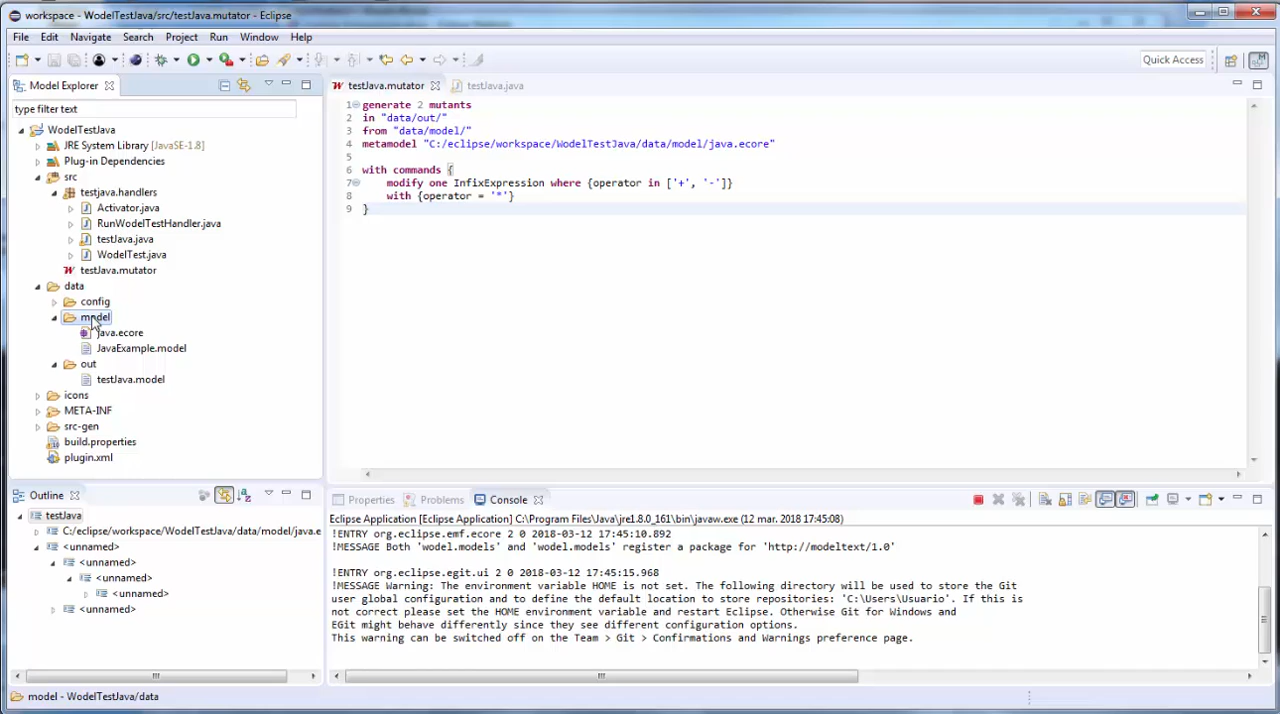 workspace - WodelTestJava/src/testJava.mutator - Eclipse
File Edit Navigate Search Project Run Window Help
Quick Access
Model Explorer
type filter text
WodelTestJava
JRE System Library [JavaSE-1.8]
Plug-in Dependencies
src
testjava.handlers
Activator.java
RunWodelTestHandler.java
testJava.java
WodelTest.java
testJava.mutator
data
config
model
java.ecore
JavaExample.model
out
testJava.model
icons
META-INF
src-gen
build.properties
plugin.xml
testJava.mutator testJava.java
1 generate 2 mutants
2 in "data/out/"
3 from "data/model/"
4 metamodel "C:/eclipse/workspace/WodelTestJava/data/model/java.ecore"
5
6 with commands {
7 modify one InfixExpression where {operator in ['+', '-']}
8 with {operator = '*'}
9 }
Outline
testJava
C:/eclipse/workspace/WodelTestJava/data/model/java.e
<unnamed>
<unnamed>
<unnamed>
<unnamed>
<unnamed>
Properties Problems Console
Eclipse Application [Eclipse Application] C:\Program Files\Java\jre1.8.0_161\bin\javaw.exe (12 mar. 2018 17:45:08)
!ENTRY org.eclipse.emf.ecore 2 0 2018-03-12 17:45:10.892
!MESSAGE Both 'wodel.models' and 'wodel.models' register a package for 'http://modeltext/1.0'
!ENTRY org.eclipse.egit.ui 2 0 2018-03-12 17:45:15.968
!MESSAGE Warning: The environment variable HOME is not set. The following directory will be used to store the Git
user global configuration and to define the default location to store repositories: 'C:\Users\Usuario'. If this is
not correct please set the HOME environment variable and restart Eclipse. Otherwise Git for Windows and
EGit might behave differently since they see different configuration options.
This warning can be switched off on the Team > Git > Confirmations and Warnings preference page.
model - WodelTestJava/data